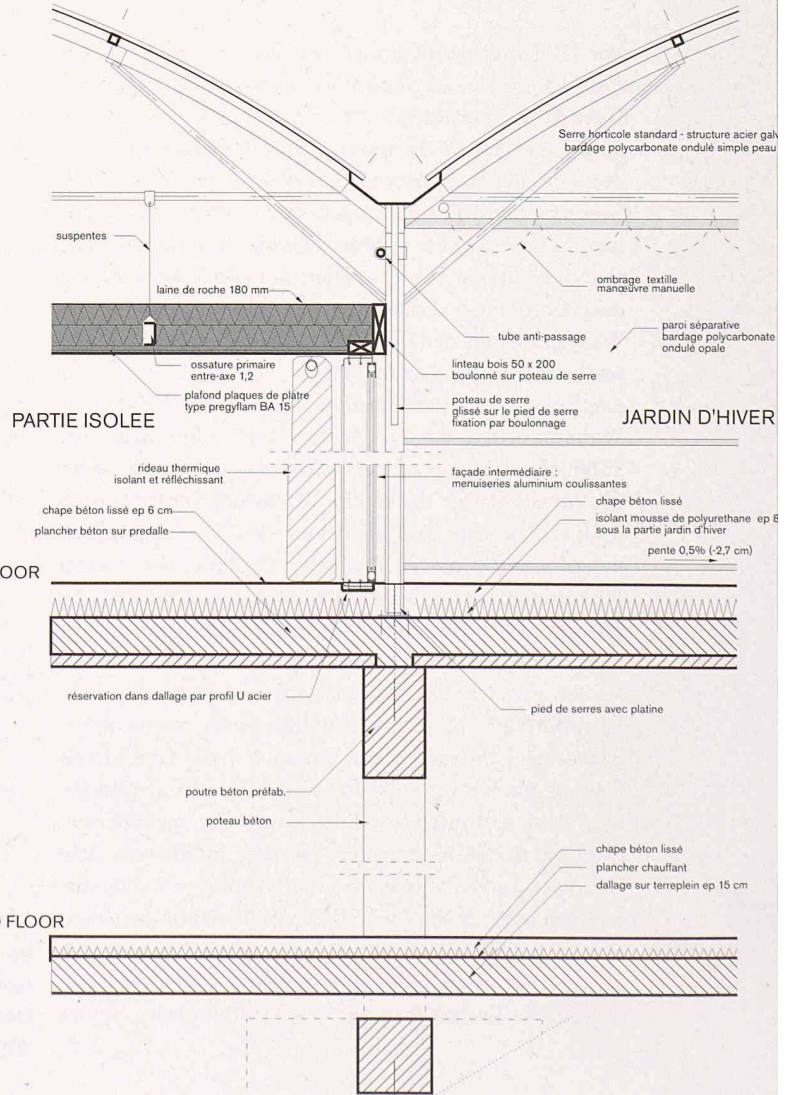 Serre horticole standard - structure acier galv
bardage polycarbonate ondulé simple peau
suspentes
ombrage textille
manœuvre manuelle
laine de roche 180 mm
tube anti-passage
paroi séparative
bardage polycarbonate
ondulé opale
ossature primaire
entre-axe 1,2
linteau bois 50 x 200
boulonné sur poteau de serre
plafond plaques de platre
type pregyflam BA 15
poteau de serre
glissé sur le pied de serre
fixation par boulonnage
PARTIE ISOLEE
JARDIN D'HIVER
rideau thermique
isolant et réfléchissant
façade intermédiaire :
menuiseries aluminium coulissantes
chape béton lissé ep 6 cm
plancher béton sur predalle
chape béton lissé
isolant mousse de polyurethane ep 8
sous la partie jardin d'hiver
pente 0,5% (-2,7 cm)
OOR
réservation dans dallage par profil U acier
pied de serres avec platine
poutre béton préfab.
poteau béton
chape béton lissé
plancher chauffant
dallage sur terreplein ep 15 cm
FLOOR